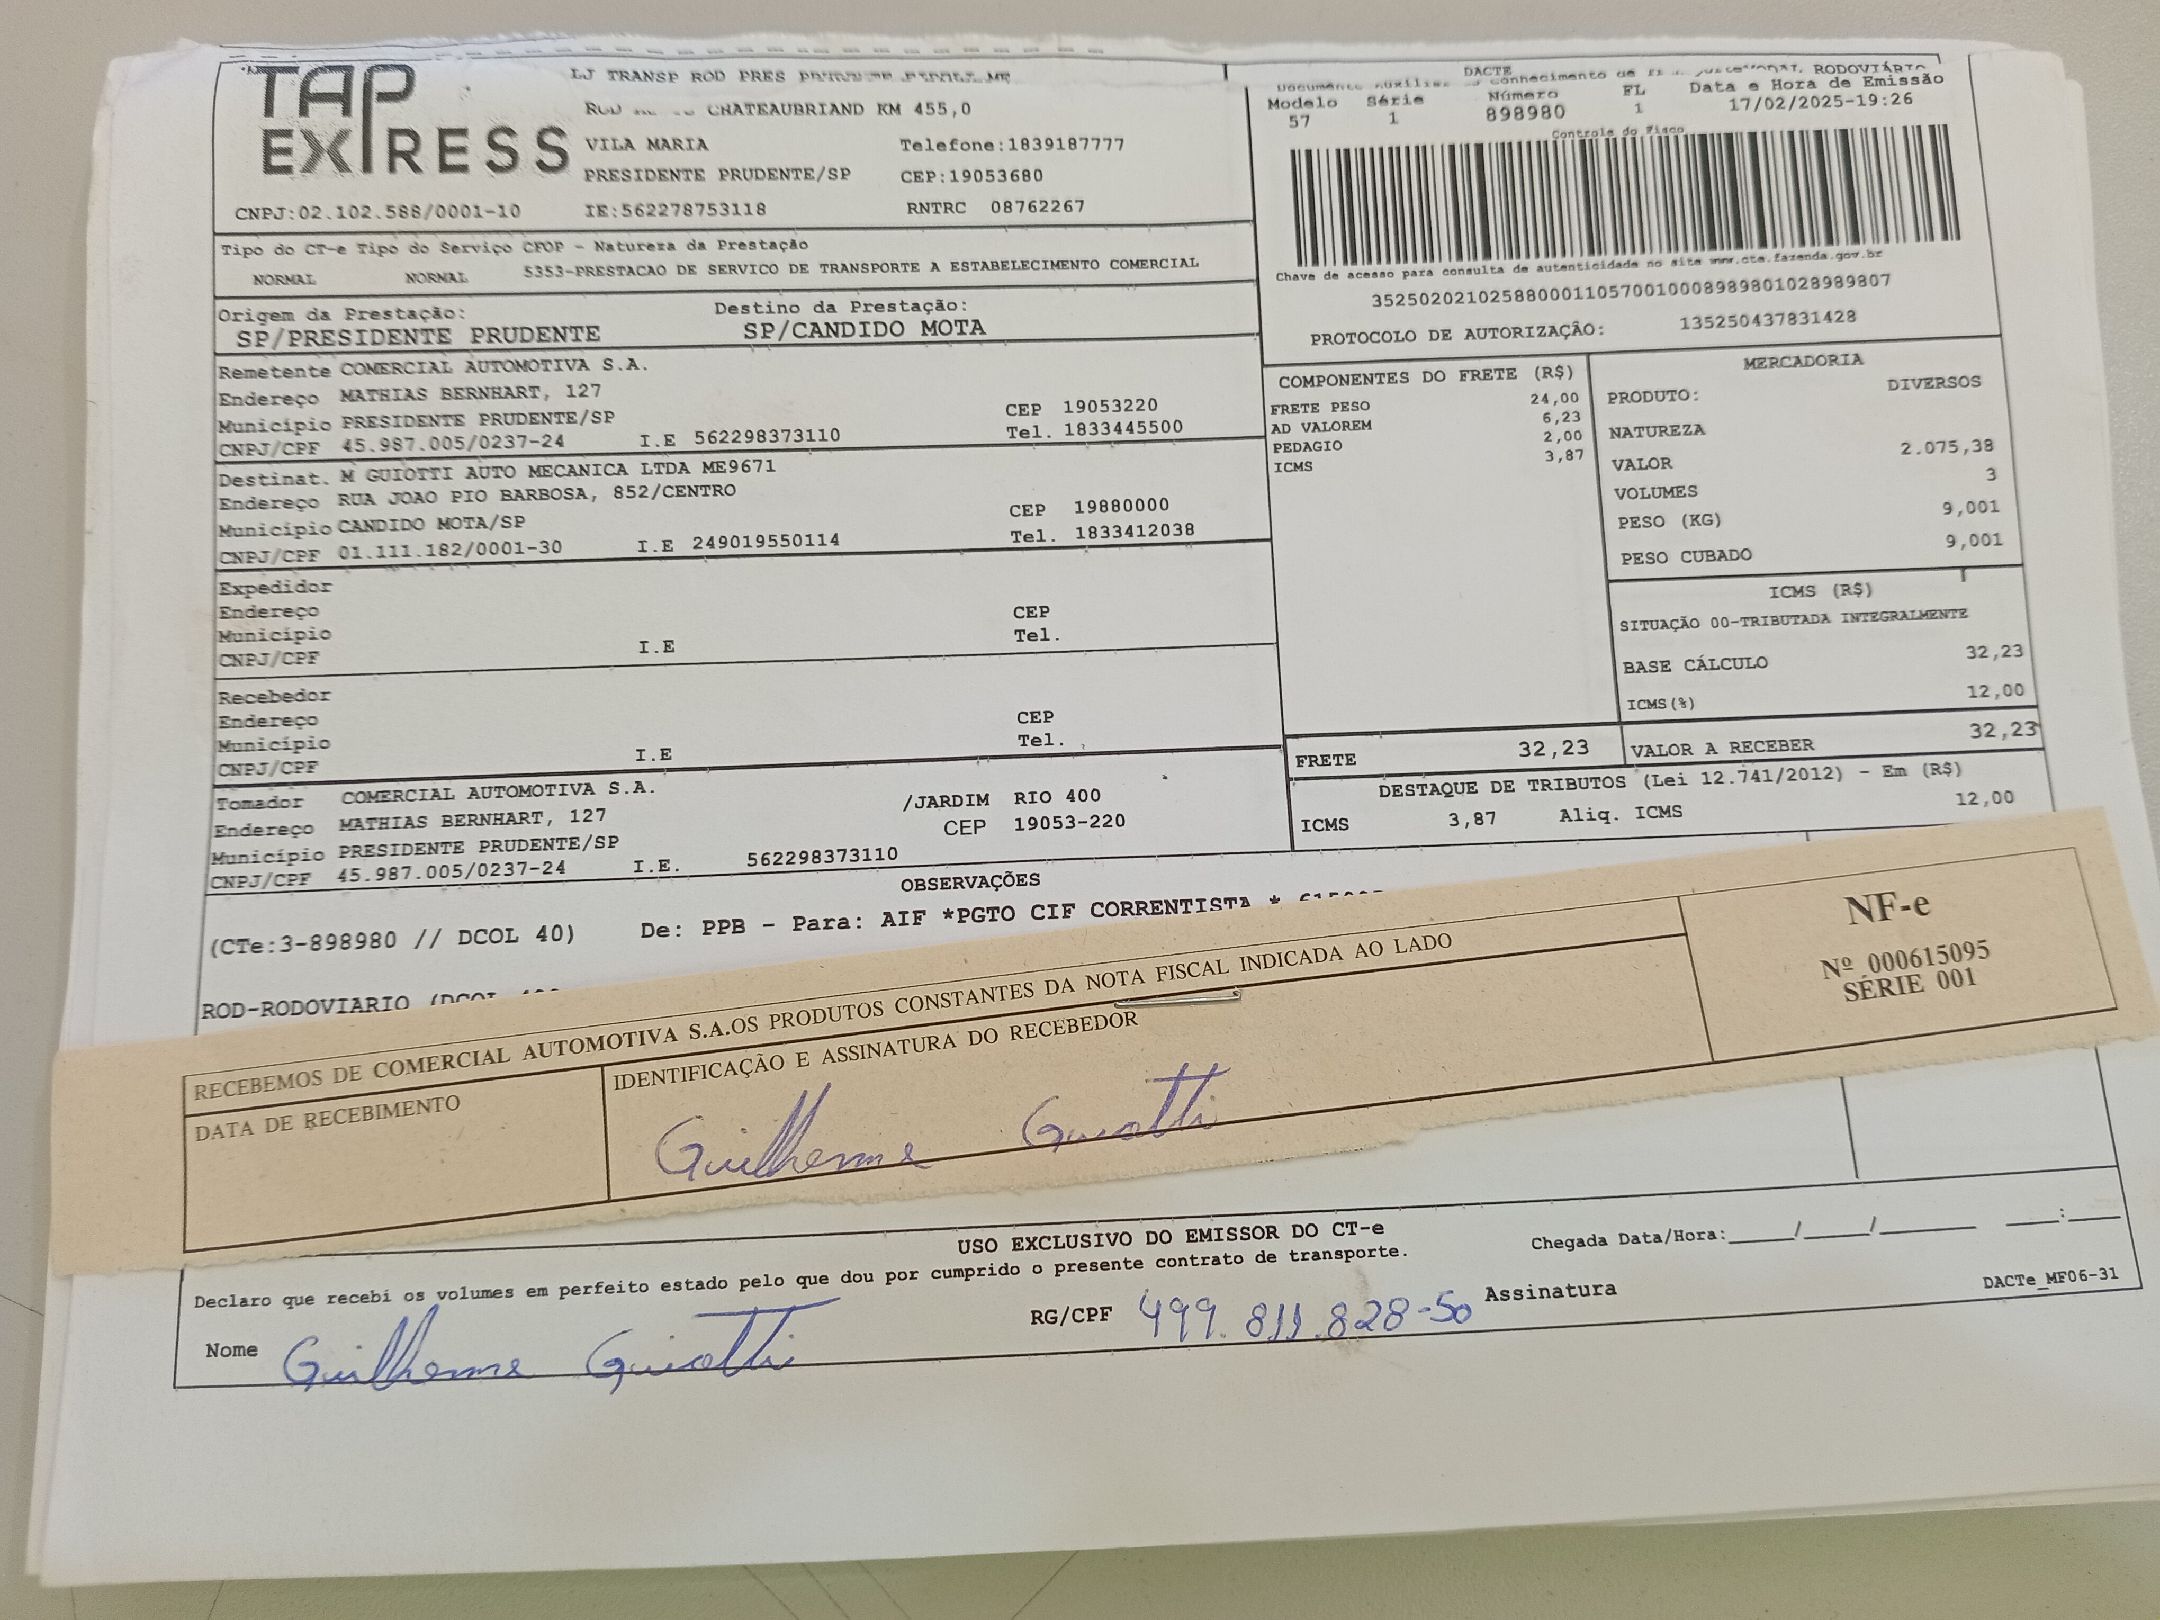 TAP
EXPRESS
LJ TRANSP ROD PRES
CHATEAUBRIAND KM 455,0
VILA MARIA Telefone:1839187777
PRESIDENTE PRUDENTE/SP CEP:19053680
CNPJ:02.102.588/0001-10 IE:562278753118 RNTRC 08762267
DACTE
conhecimento de RODOVIÁRIO
Modelo Série Número FL Data e Hora de Emissão
57 1 898980 1 17/02/2025-19:26
Controle do Fisco
Chave de acesso para consulta de autenticidade no site www.cte.fazenda.gov.br
35250202102588000110570010008989801028989807
PROTOCOLO DE AUTORIZAÇÃO: 135250437831428
Tipo do CT-e Tipo do Serviço CFOP - Natureza da Prestação
NORMAL NORMAL 5353-PRESTACAO DE SERVICO DE TRANSPORTE A ESTABELECIMENTO COMERCIAL
Origem da Prestação: Destino da Prestação:
SP/PRESIDENTE PRUDENTE SP/CANDIDO MOTA
Remetente COMERCIAL AUTOMOTIVA S.A.
Endereço MATHIAS BERNHART, 127
Município PRESIDENTE PRUDENTE/SP CEP 19053220
CNPJ/CPF 45.987.005/0237-24 I.E 562298373110 Tel. 1833445500
Destinat. M GUIOTTI AUTO MECANICA LTDA ME9671
Endereço RUA JOAO PIO BARBOSA, 852/CENTRO
Município CANDIDO MOTA/SP CEP 19880000
CNPJ/CPF 01.111.182/0001-30 I.E 249019550114 Tel. 1833412038
Expedidor
Endereço
Município CEP
CNPJ/CPF I.E Tel.
Recebedor
Endereço
Município CEP
CNPJ/CPF I.E Tel.
Tomador COMERCIAL AUTOMOTIVA S.A.
Endereço MATHIAS BERNHART, 127 /JARDIM RIO 400
Município PRESIDENTE PRUDENTE/SP CEP 19053-220
CNPJ/CPF 45.987.005/0237-24 I.E. 562298373110
COMPONENTES DO FRETE (R$)
FRETE PESO 24,00
AD VALOREM 6,23
PEDAGIO 2,00
ICMS 3,87
MERCADORIA
PRODUTO: DIVERSOS
NATUREZA
VALOR 2.075,38
VOLUMES 3
PESO (KG) 9,001
PESO CUBADO 9,001
ICMS (R$)
SITUAÇÃO 00-TRIBUTADA INTEGRALMENTE
BASE CÁLCULO 32,23
ICMS(%) 12,00
FRETE 32,23 VALOR A RECEBER 32,23
DESTAQUE DE TRIBUTOS (Lei 12.741/2012) - Em (R$)
ICMS 3,87 Aliq. ICMS 12,00
OBSERVAÇÕES
(CTe:3-898980 // DCOL 40) De: PPB - Para: AIF *PGTO CIF CORRENTISTA *
ROD-RODOVIARIO (DCOL
RECEBEMOS DE COMERCIAL AUTOMOTIVA S.A.OS PRODUTOS CONSTANTES DA NOTA FISCAL INDICADA AO LADO
DATA DE RECEBIMENTO IDENTIFICAÇÃO E ASSINATURA DO RECEBEDOR
Guilherme Guiotti
NF-e
Nº 000615095
SÉRIE 001
USO EXCLUSIVO DO EMISSOR DO CT-e
Declaro que recebi os volumes em perfeito estado pelo que dou por cumprido o presente contrato de transporte.
Chegada Data/Hora:_____/_____/_______ ____:____
Nome Guilherme Guiotti RG/CPF 499.811.828-50 Assinatura
DACTe_MF06-31